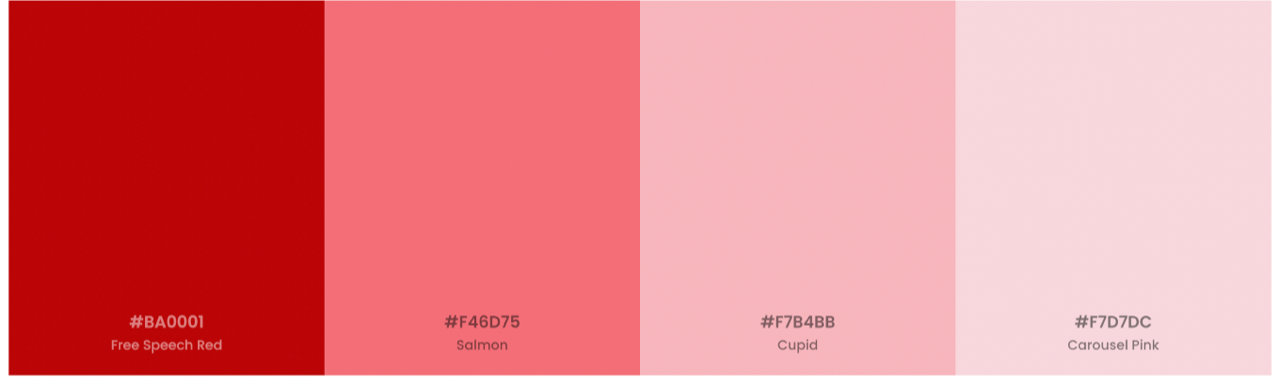 #BA0001
Free Speech Red
#F46D75
Salmon
#F7B4BB
Cupid
#F7D7DC
Carousel Pink